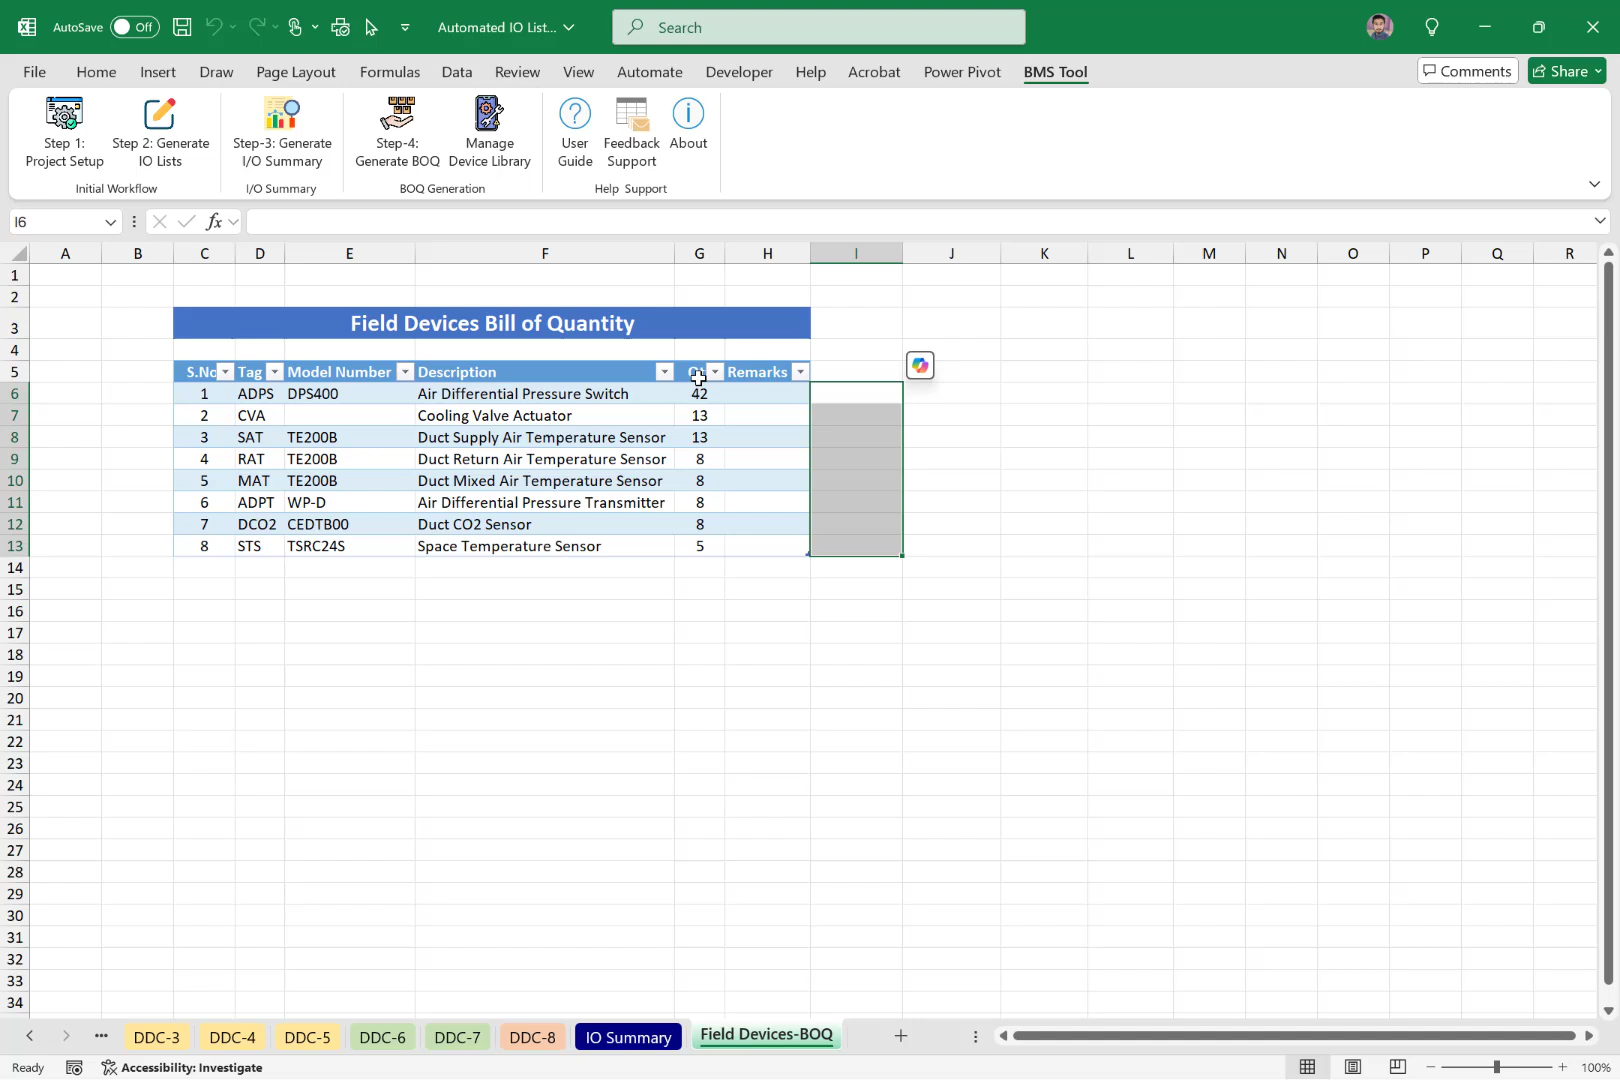 AutoSave Off Automated IO List... Search
File Home Insert Draw Page Layout Formulas Data Review View Automate Developer Help Acrobat Power Pivot BMS Tool Comments Share
Step 1: Project Setup
Step 2: Generate IO Lists
Initial Workflow
Step-3: Generate I/O Summary
I/O Summary
Step-4: Generate BOQ
Manage Device Library
BOQ Generation
User Guide
Feedback Support
About
Help Support
I6 fx
A B C D E F G H I J K L M N O P Q R
1
2
3 Field Devices Bill of Quantity
4
5 S.No Tag Model Number Description Remarks
6 1 ADPS DPS400 Air Differential Pressure Switch 42
7 2 CVA Cooling Valve Actuator 13
8 3 SAT TE200B Duct Supply Air Temperature Sensor 13
9 4 RAT TE200B Duct Return Air Temperature Sensor 8
10 5 MAT TE200B Duct Mixed Air Temperature Sensor 8
11 6 ADPT WP-D Air Differential Pressure Transmitter 8
12 7 DCO2 CEDTB00 Duct CO2 Sensor 8
13 8 STS TSRC24S Space Temperature Sensor 5
14
15
16
17
18
19
20
21
22
23
24
25
26
27
28
29
30
31
32
33
34
DDC-3 DDC-4 DDC-5 DDC-6 DDC-7 DDC-8 IO Summary Field Devices-BOQ
Ready Accessibility: Investigate 100%